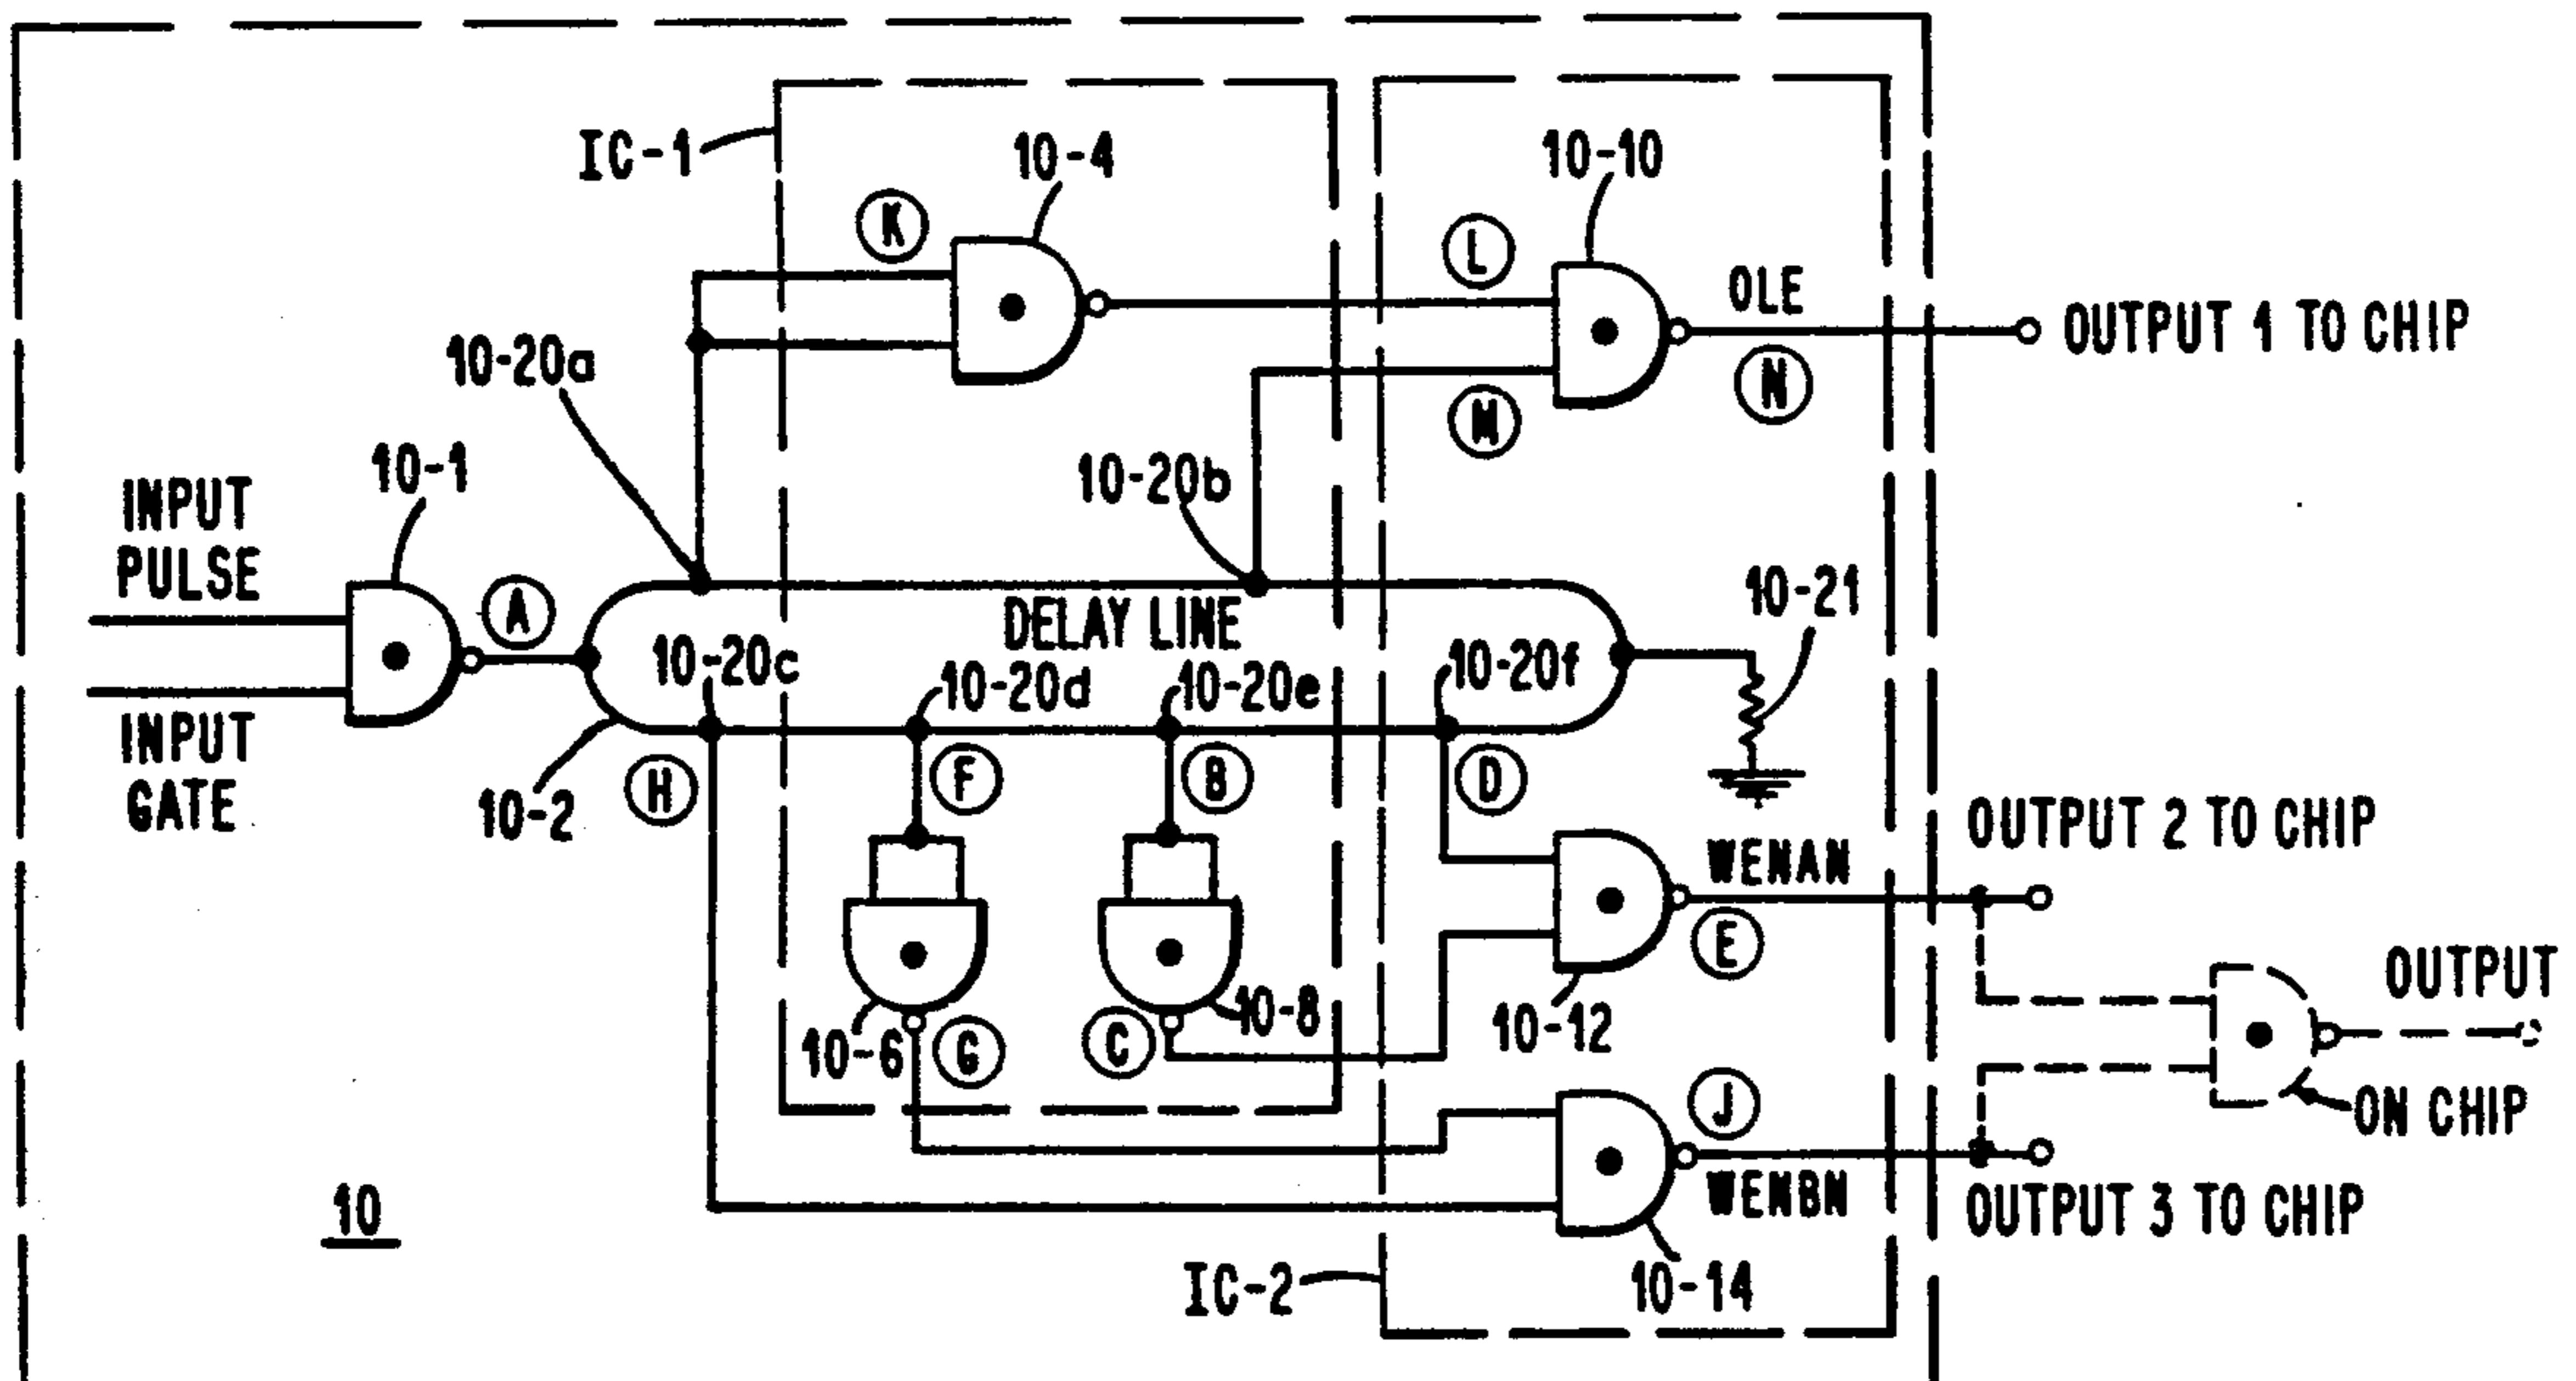 IC-1
10-4
10-10
K
L
OLE
OUTPUT 1 TO CHIP
10-20a
M
N
10-1
10-20b
INPUT
PULSE
A
DELAY LINE
10-21
10-20c
10-20d
10-20e
10-20f
INPUT
GATE
10-2
H
F
B
D
OUTPUT 2 TO CHIP
WENAN
E
10-6
G
C
10-8
10-12
OUTPUT
ON CHIP
J
WENBN
OUTPUT 3 TO CHIP
10
IC-2
10-14